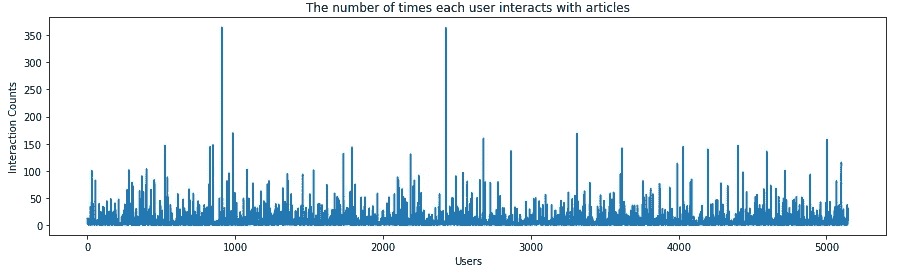 The number of times each user interacts with articles
350
300
250
200
150
100
50
0
Interaction Counts
0 1000 2000 3000 4000 5000
Users